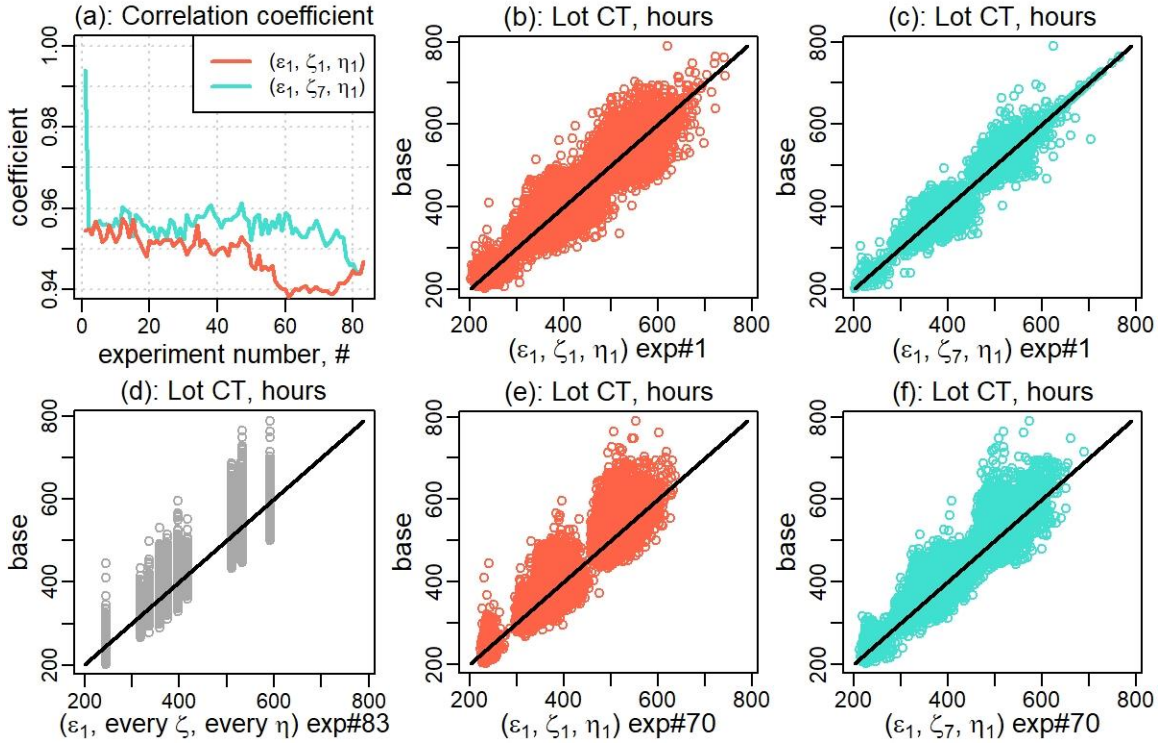 (a): Correlation coefficient
1.00
0.98
0.96
0.94
coefficient
(ε₁, ζ₁, η₁)
(ε₁, ζ₇, η₁)
0 20 40 60 80
experiment number, #
(b): Lot CT, hours
800
600
400
200
base
200 400 600 800
(ε₁, ζ₁, η₁) exp#1
(c): Lot CT, hours
800
600
400
200
base
200 400 600 800
(ε₁, ζ₇, η₁) exp#1
(d): Lot CT, hours
800
600
400
200
base
200 400 600 800
(ε₁, every ζ, every η) exp#83
(e): Lot CT, hours
800
600
400
200
base
200 400 600 800
(ε₁, ζ₁, η₁) exp#70
(f): Lot CT, hours
800
600
400
200
base
200 400 600 800
(ε₁, ζ₇, η₁) exp#70